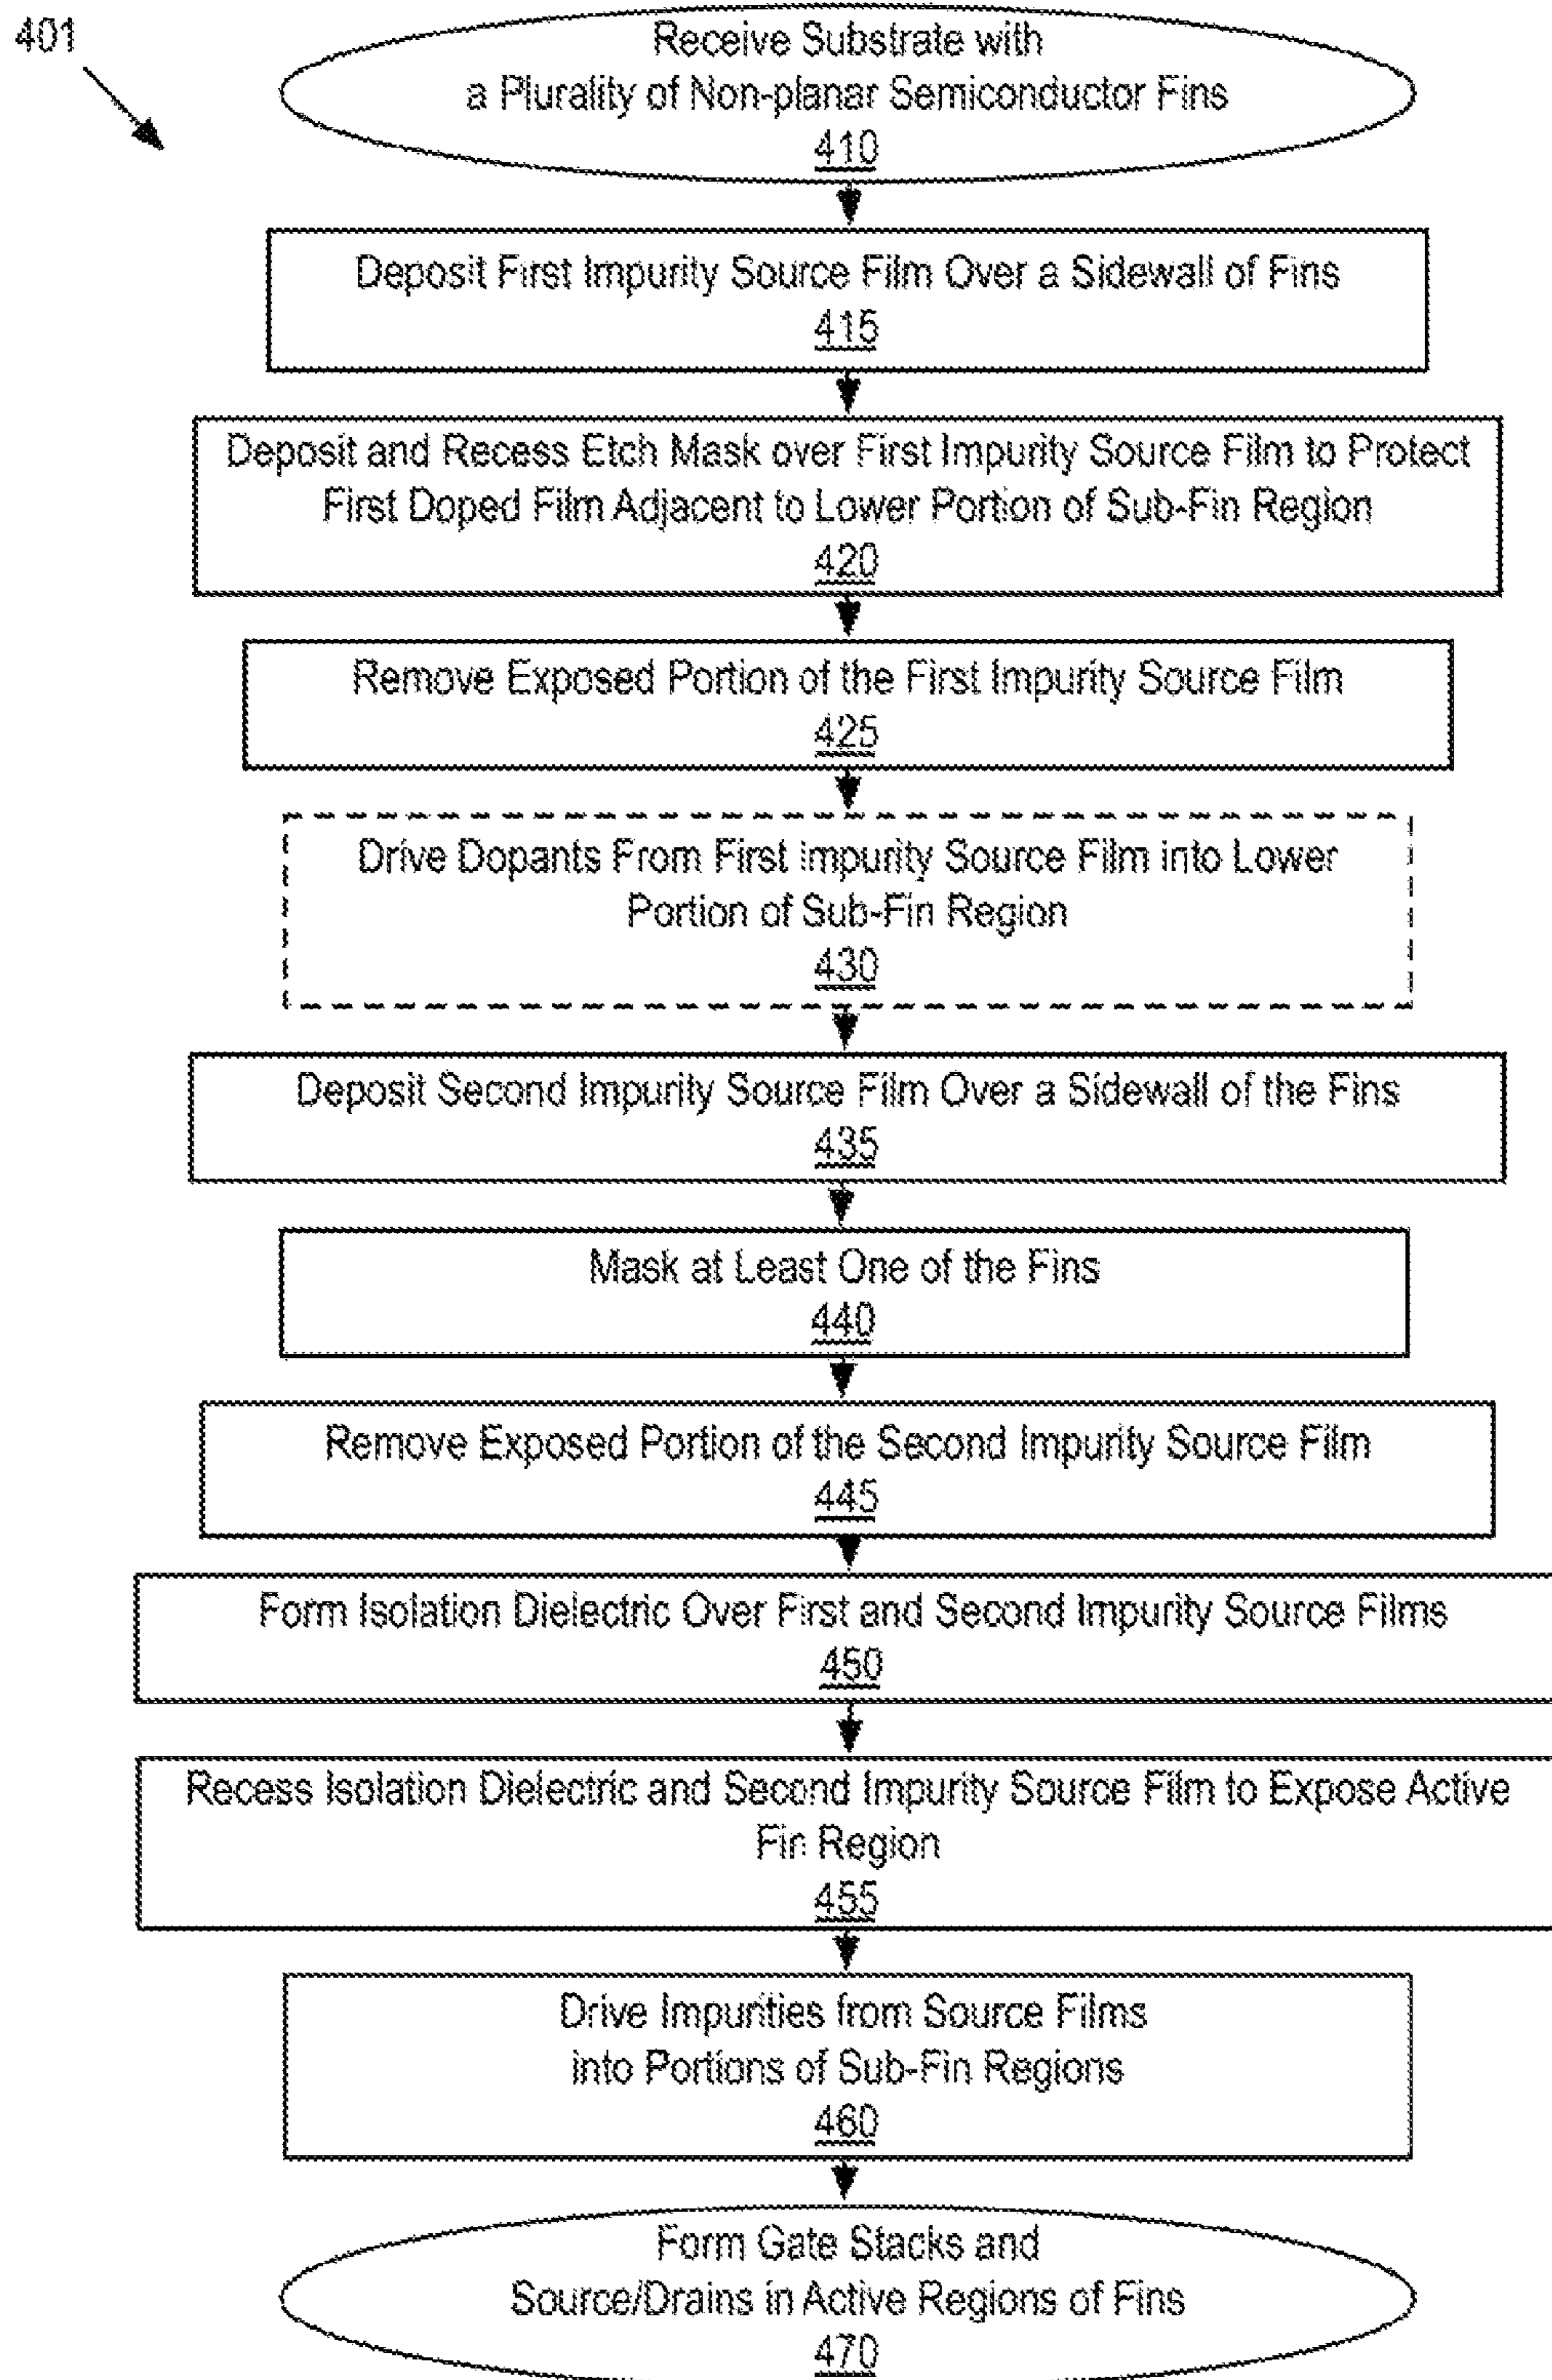 401
Receive Substrate with
a Plurality of Non-planar Semiconductor Fins
410
Deposit First Impurity Source Film Over a Sidewall of Fins
415
Deposit and Recess Etch Mask over First Impurity Source Film to Protect
First Doped Film Adjacent to Lower Portion of Sub-Fin Region
420
Remove Exposed Portion of the First Impurity Source Film
425
Drive Dopants From First impurity Source Film into Lower
Portion of Sub-Fin Region
430
Deposit Second Impurity Source Film Over a Sidewall of the Fins
435
Mask at Least One of the Fins
440
Remove Exposed Portion of the Second Impurity Source Film
445
Form Isolation Dielectric Over First and Second Impurity Source Films
450
Recess Isolation Dielectric and Second Impurity Source Film to Expose Active
Fin Region
455
Drive Impurities from Source Films
into Portions of Sub-Fin Regions
460
Form Gate Stacks and
Source/Drains in Active Regions of Fins
470